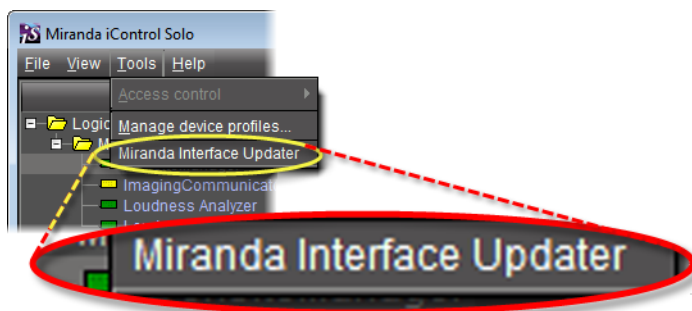 Miranda iControl Solo
File View Tools Help
Access control
Logic
Manage device profiles...
M
Miranda Interface Updater
ImagingCommunicat
Loudness Analyzer
Miranda Interface Updater